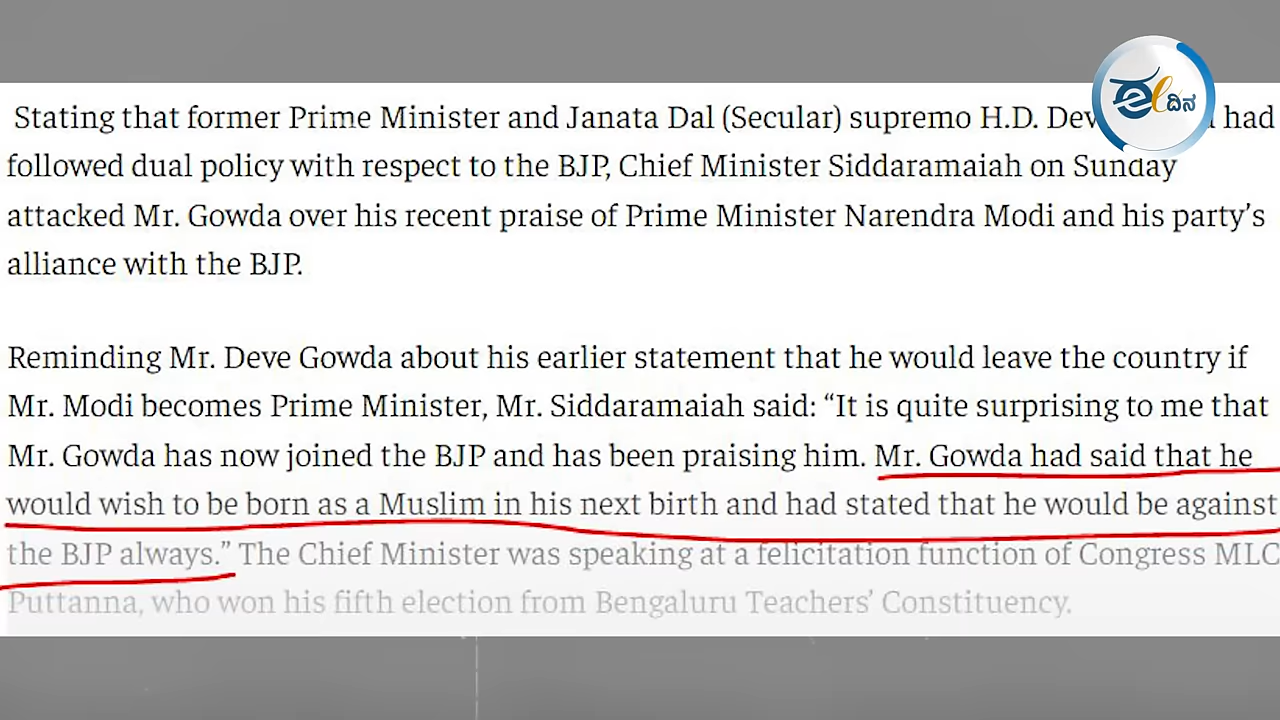 ದಿನ
Stating that former Prime Minister and Janata Dal (Secular) supremo H.D. had
followed dual policy with respect to the BJP, Chief Minister Siddaramaiah on Sunday
attacked Mr. Gowda over his recent praise of Prime Minister Narendra Modi and his party’s
alliance with the BJP.
Reminding Mr. Deve Gowda about his earlier statement that he would leave the country if
Mr. Modi becomes Prime Minister, Mr. Siddaramaiah said: “It is quite surprising to me that
Mr. Gowda has now joined the BJP and has been praising him. Mr. Gowda had said that he
would wish to be born as a Muslim in his next birth and had stated that he would be against
the BJP always.” The Chief Minister was speaking at a felicitation function of Congress MLC
Puttanna, who won his fifth election from Bengaluru Teachers’ Constituency.